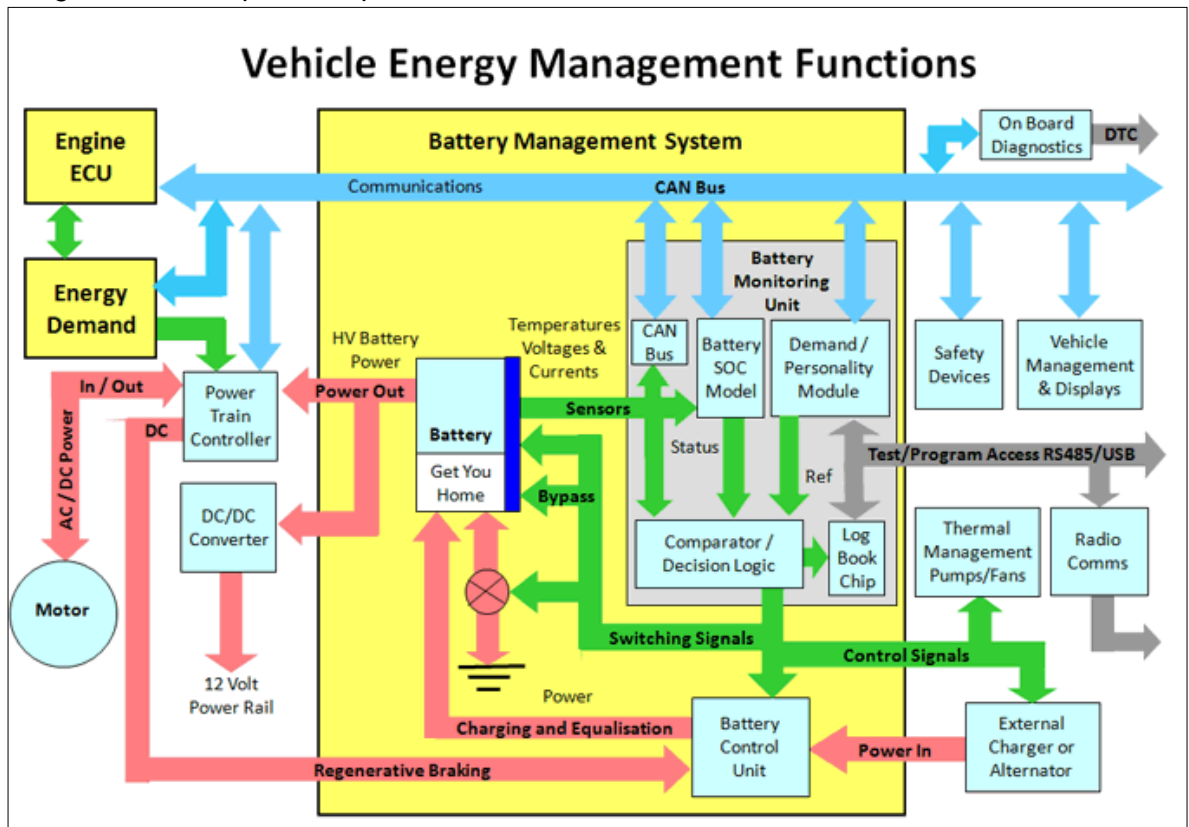 Vehicle Energy Management Functions
Engine
ECU
Battery Management System
On Board
Diagnostics
DTC
Communications
CAN Bus
Energy
Demand
Battery
Monitoring
Unit
HV Battery
Power
Temperatures
Voltages &
Currents
CAN
Bus
Battery
SOC
Model
Demand /
Personality
Module
Safety
Devices
Vehicle
Management
& Displays
In / Out
Power
Train
Controller
Power Out
Sensors
DC
AC / DC Power
Battery
Get You
Home
Bypass
Status
Ref
Test/Program Access RS485/USB
DC/DC
Converter
Comparator /
Decision Logic
Log
Book
Chip
Thermal
Management
Pumps/Fans
Radio
Comms
Motor
Switching Signals
Control Signals
12 Volt
Power Rail
Power
Charging and Equalisation
Battery
Control
Unit
Power In
External
Charger or
Alternator
Regenerative Braking